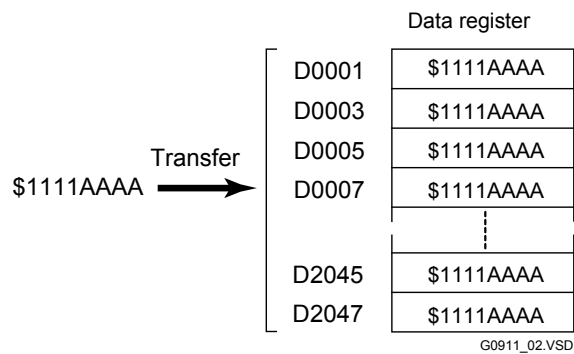 Data register
D0001 $1111AAAA
D0003 $1111AAAA
D0005 $1111AAAA
Transfer
D0007 $1111AAAA
$1111AAAA
D2045 $1111AAAA
D2047 $1111AAAA
G0911_02.VSD